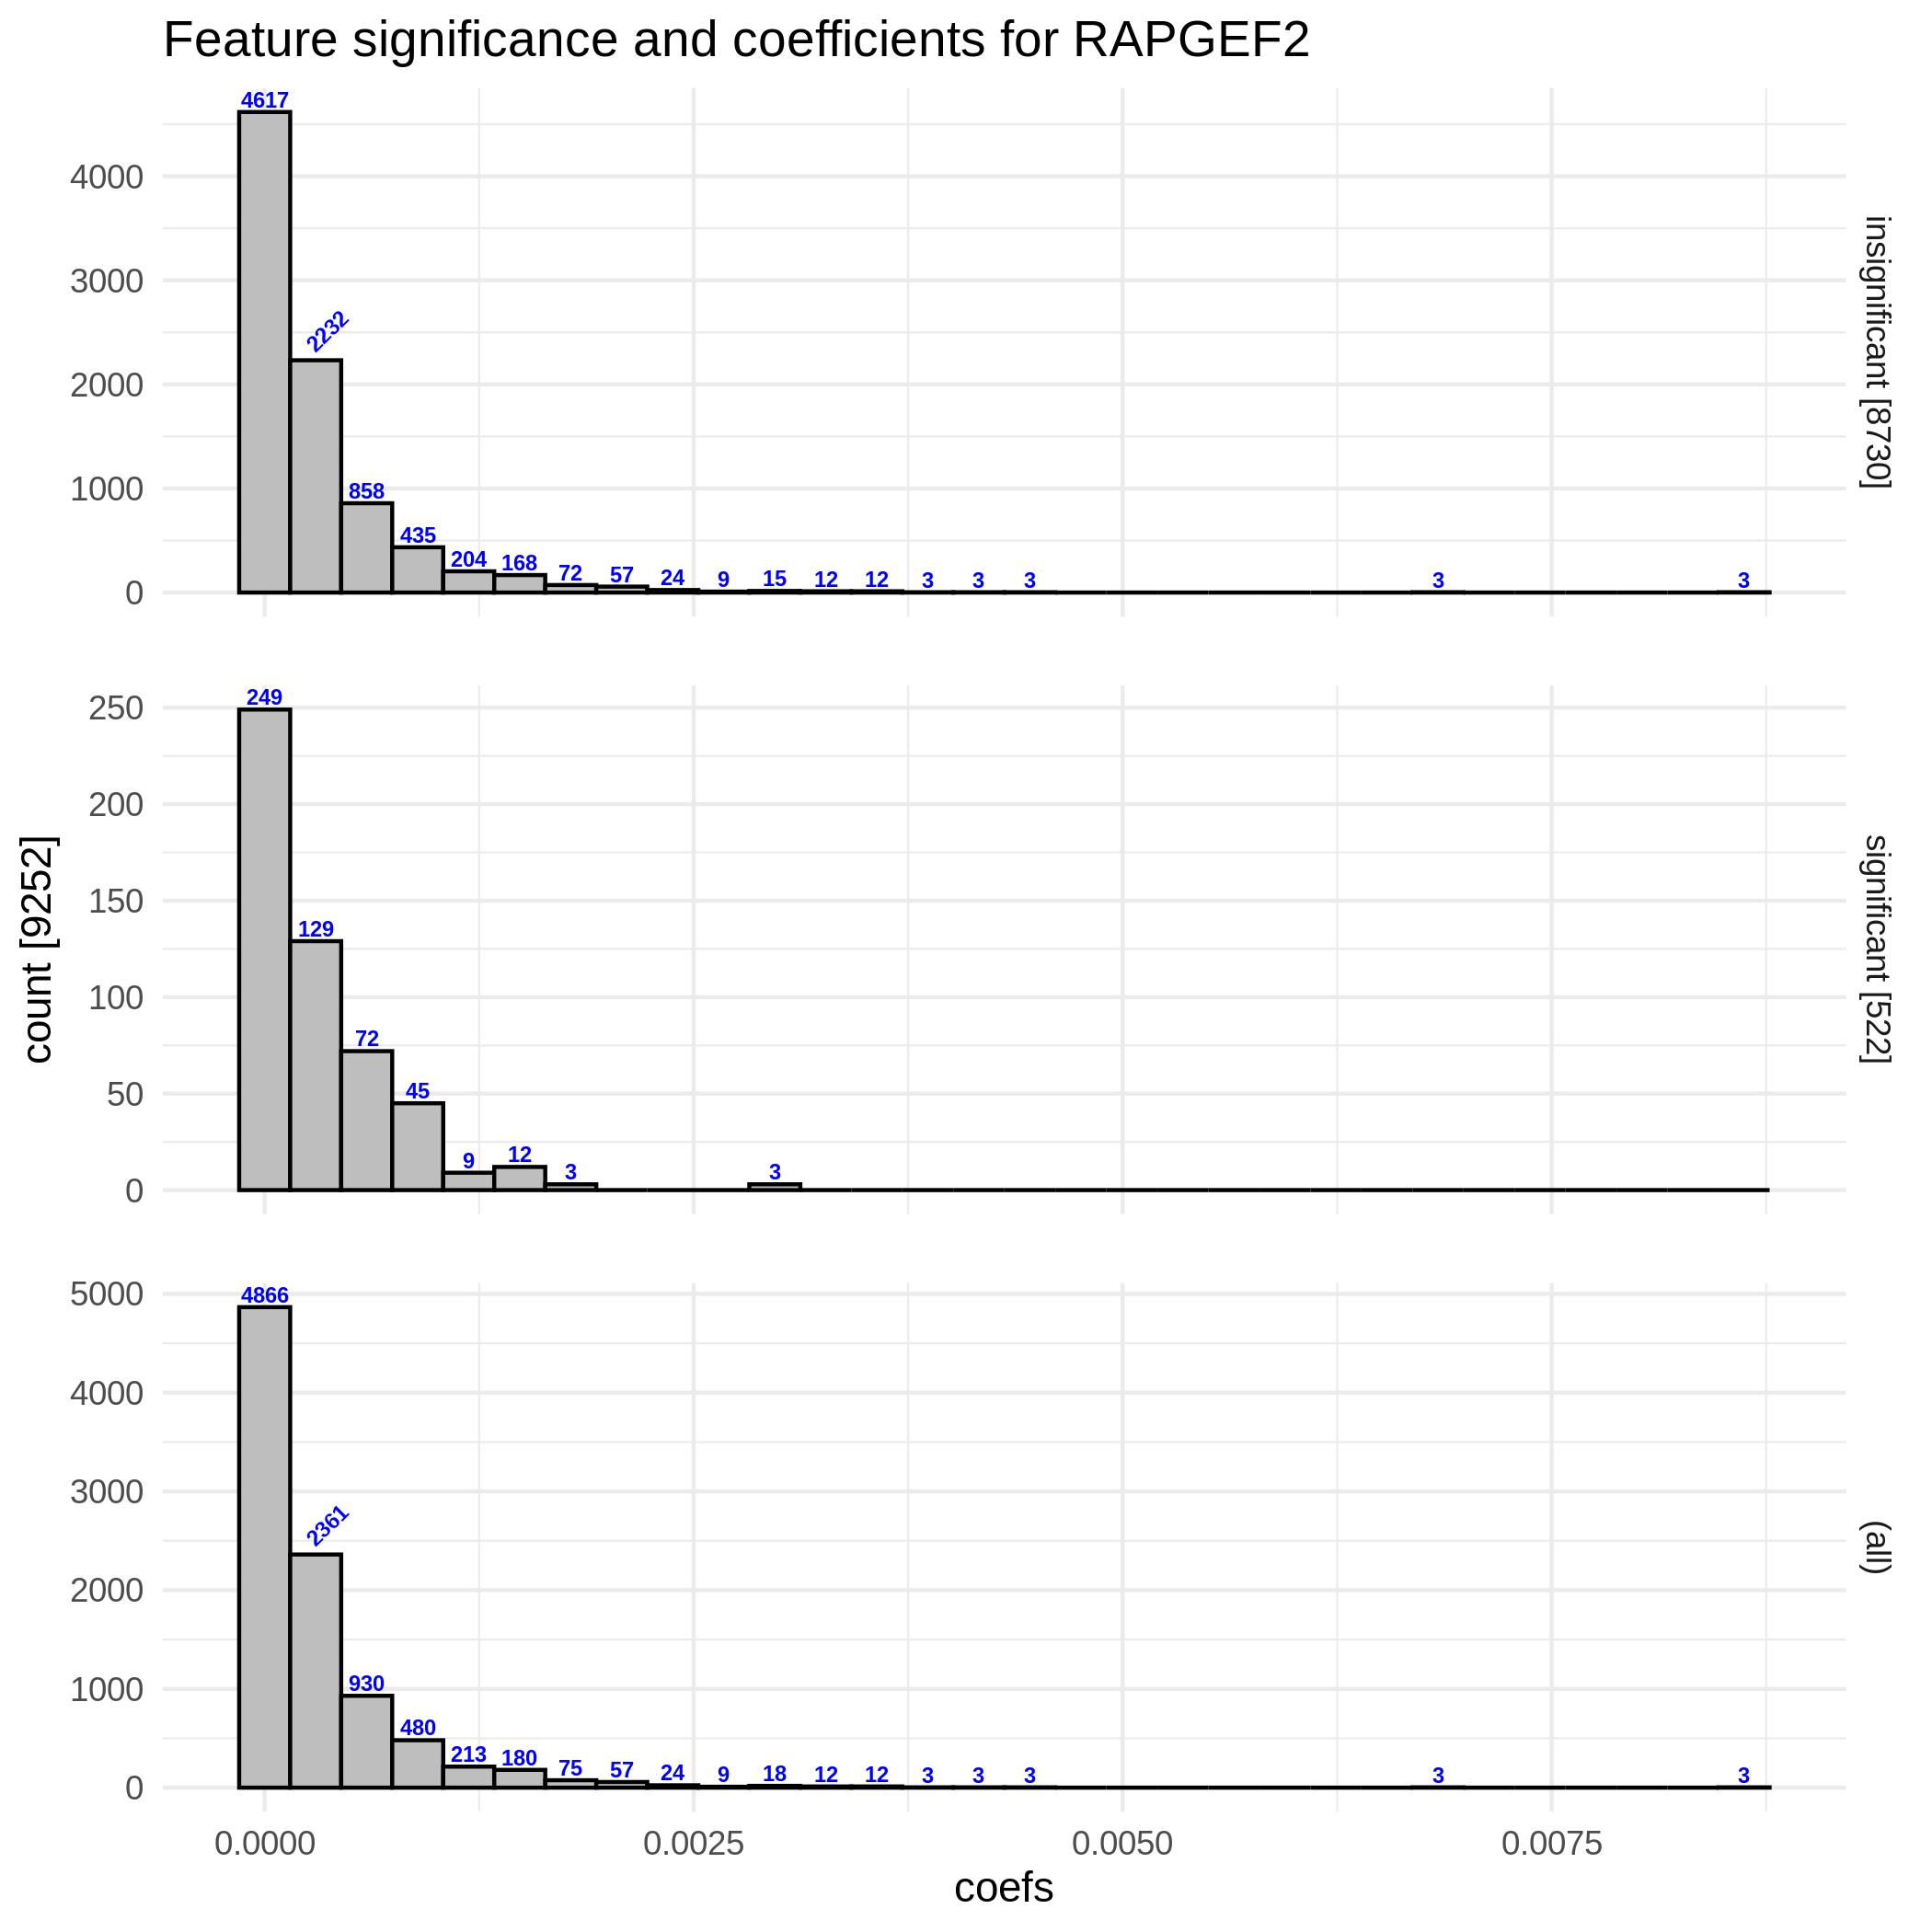 Feature significance and coefficients for RAPGEF2
count [9252]
4617
2232
858
435
204 168 72 57 24 9 15 12 12 3 3 3 3 3
4000
3000
2000
1000
0
insignificant [8730]
249
129
72
45
9 12 3 3
250
200
150
100
50
0
significant [522]
4866
2361
930
480
213 180 75 57 24 9 18 12 12 3 3 3 3 3
5000
4000
3000
2000
1000
0
(all)
0.0000 0.0025 0.0050 0.0075
coefs